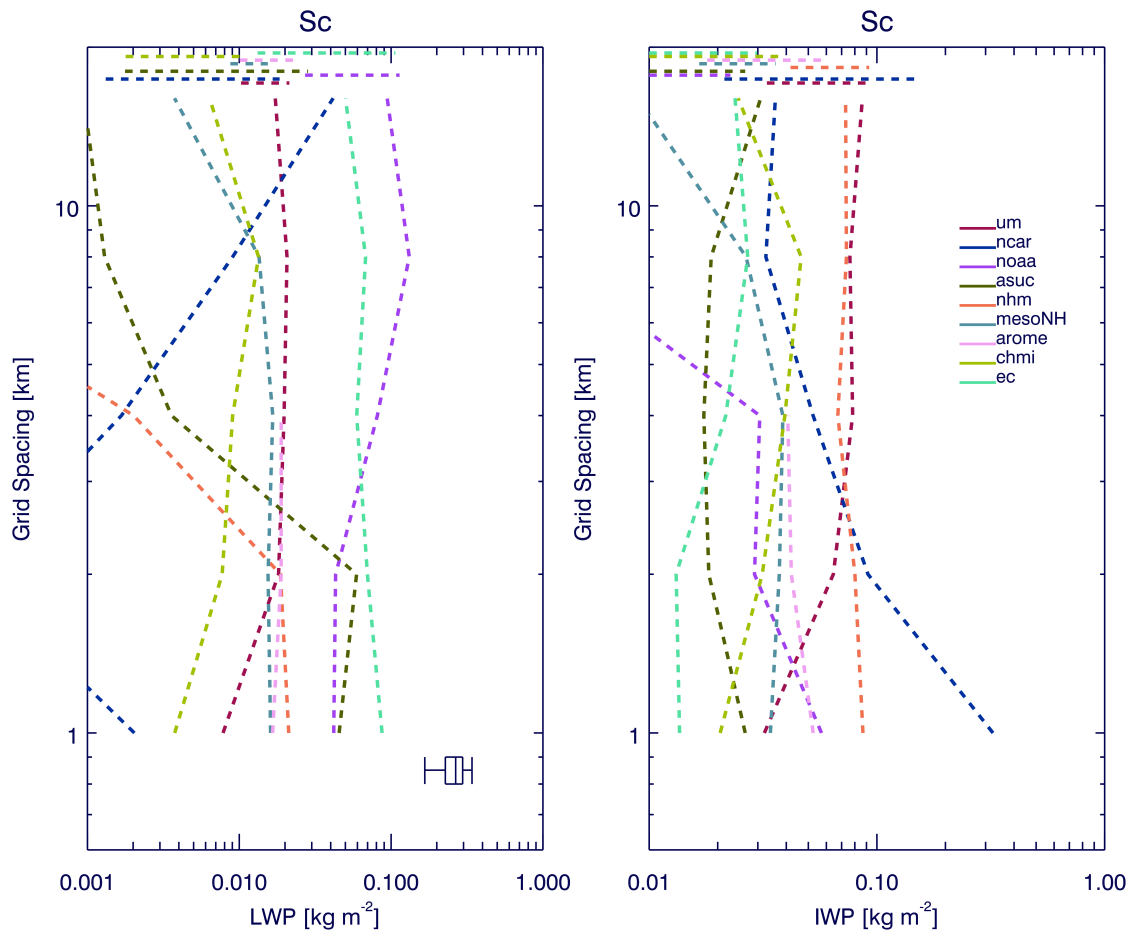 Sc
Grid Spacing [km]
10
1
0.001 0.010 0.100 1.000
LWP [kg m-2]
Sc
Grid Spacing [km]
10
1
um
ncar
noaa
asuc
nhm
mesoNH
arome
chmi
ec
0.01 0.10 1.00
IWP [kg m-2]